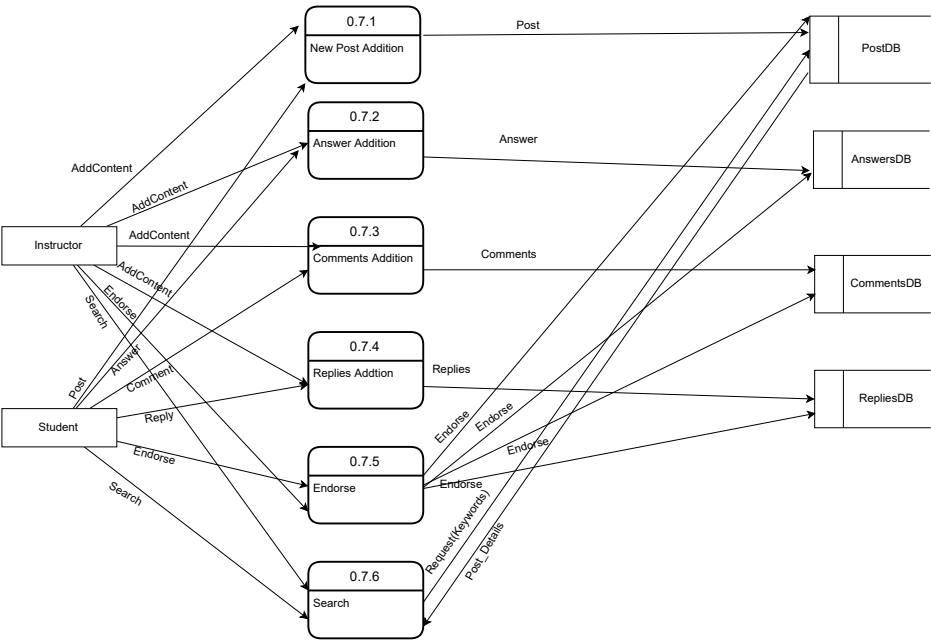 0.7.1
New Post Addition
Post
PostDB
0.7.2
Answer Addition
Answer
AnswersDB
AddContent
AddContent
Instructor
AddContent
0.7.3
Comments Addition
Comments
CommentsDB
AddContent
Endorse
Search
0.7.4
Replies Addtion
Replies
RepliesDB
Post
Answer
Comment
Student
Reply
Endorse
Search
0.7.5
Endorse
Endorse
Endorse
Endorse
Endorse
0.7.6
Search
Request(Keywords)
Post_Details